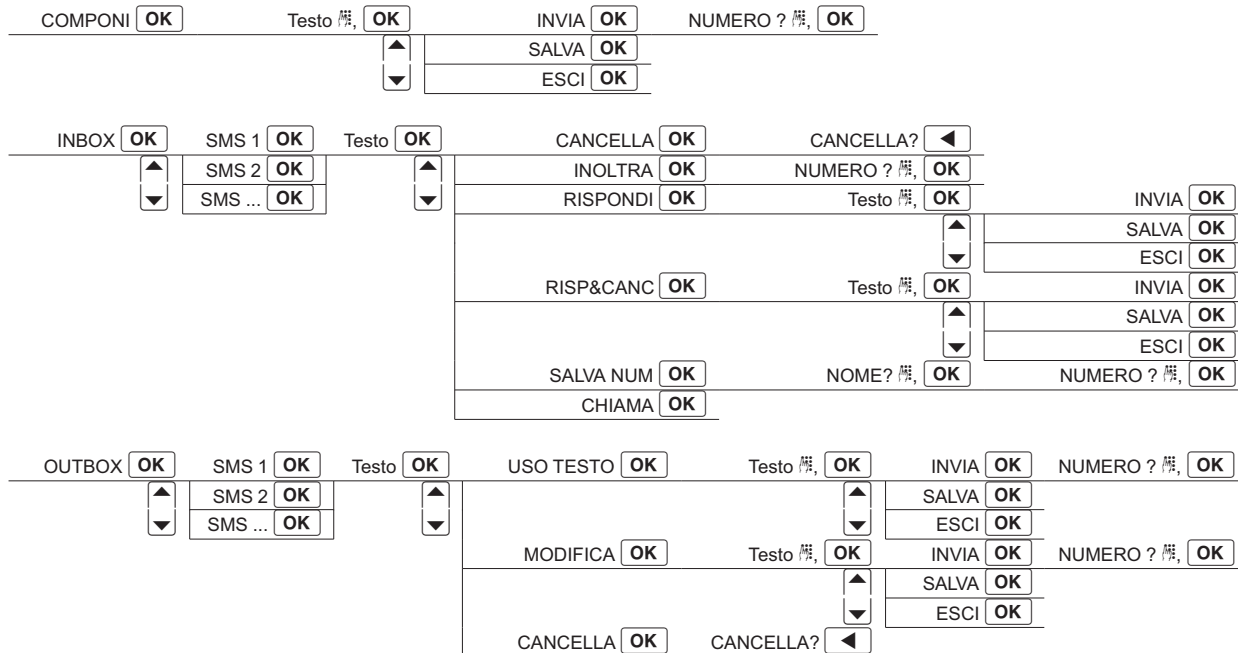 COMPONI OK Testo , OK INVIA OK NUMERO ? , OK
SALVA OK
ESCI OK
INBOX OK SMS 1 OK Testo OK CANCELLA OK CANCELLA?
SMS 2 OK INOLTRA OK NUMERO ? , OK
SMS ... OK RISPONDI OK Testo , OK INVIA OK
SALVA OK
ESCI OK
RISP&CANC OK Testo , OK INVIA OK
SALVA OK
ESCI OK
SALVA NUM OK NOME? , OK NUMERO ? , OK
CHIAMA OK
OUTBOX OK SMS 1 OK Testo OK USO TESTO OK Testo , OK INVIA OK NUMERO ? , OK
SMS 2 OK SALVA OK
SMS ... OK ESCI OK
MODIFICA OK Testo , OK INVIA OK NUMERO ? , OK
SALVA OK
ESCI OK
CANCELLA OK CANCELLA?